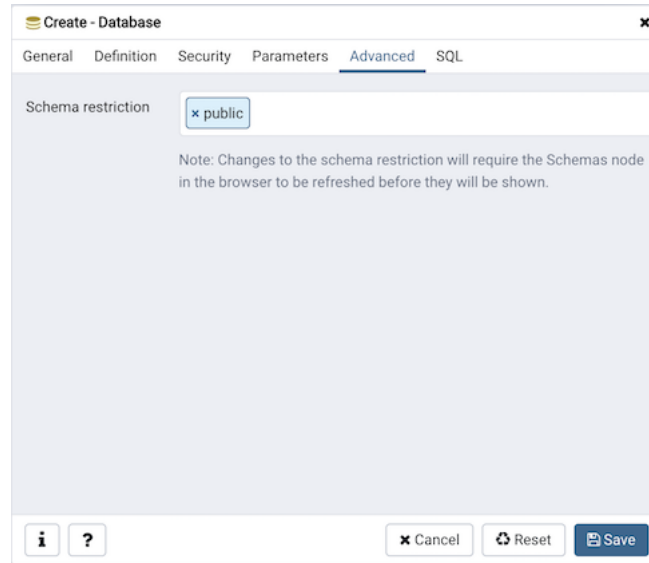 Create - Database
General Definition Security Parameters Advanced SQL
Schema restriction
× public
Note: Changes to the schema restriction will require the Schemas node
in the browser to be refreshed before they will be shown.
i ? Cancel Reset Save